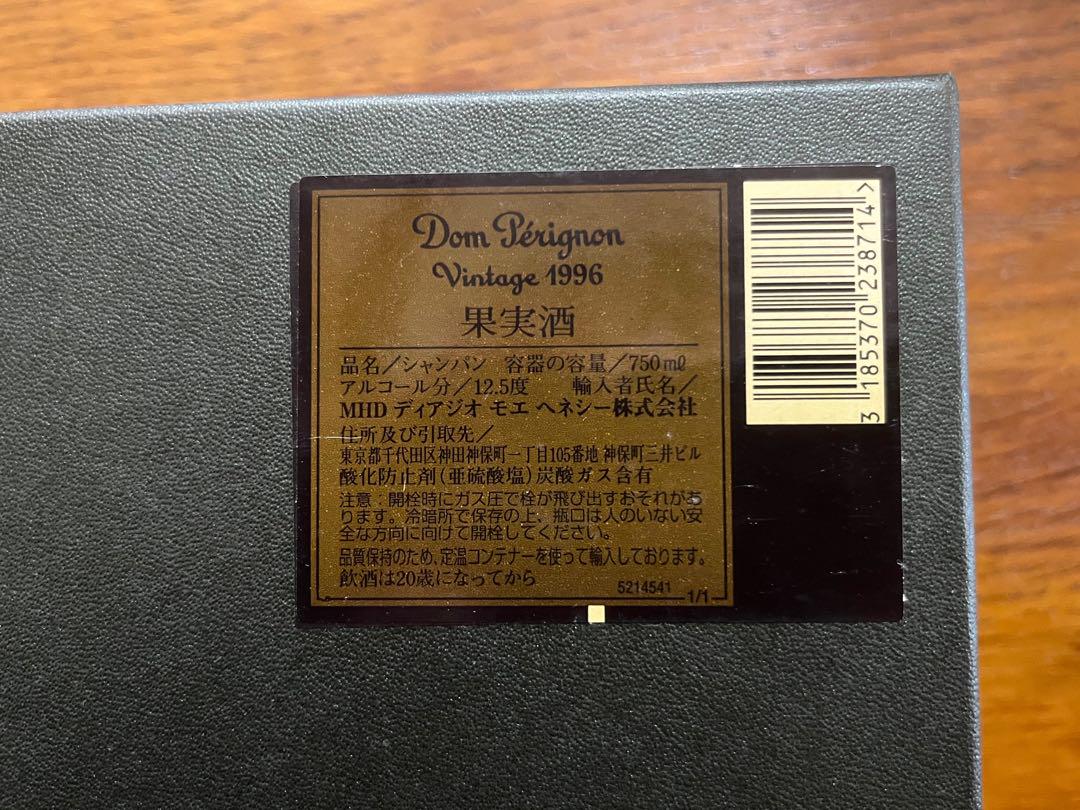 Dom Pérignon
Vintage 1996
果実酒
品名／シャンパン 容器の容量／750㎖
アルコール分／12.5度 輸入者氏名／
MHD ディアジオ モエ ヘネシー株式会社
住所及び引取先／
東京都千代田区神田神保町一丁目105番地 神保町三井ビル
酸化防止剤(亜硫酸塩)炭酸ガス含有
注意：開栓時にガス圧で栓が飛び出すおそれがあ
ります。冷暗所で保存の上、瓶口は人のいない安
全な方向に向けて開栓してください。
品質保持のため、定温コンテナーを使って輸入しております。
飲酒は20歳になってから
5214541
1/1
3 185370 238714 >